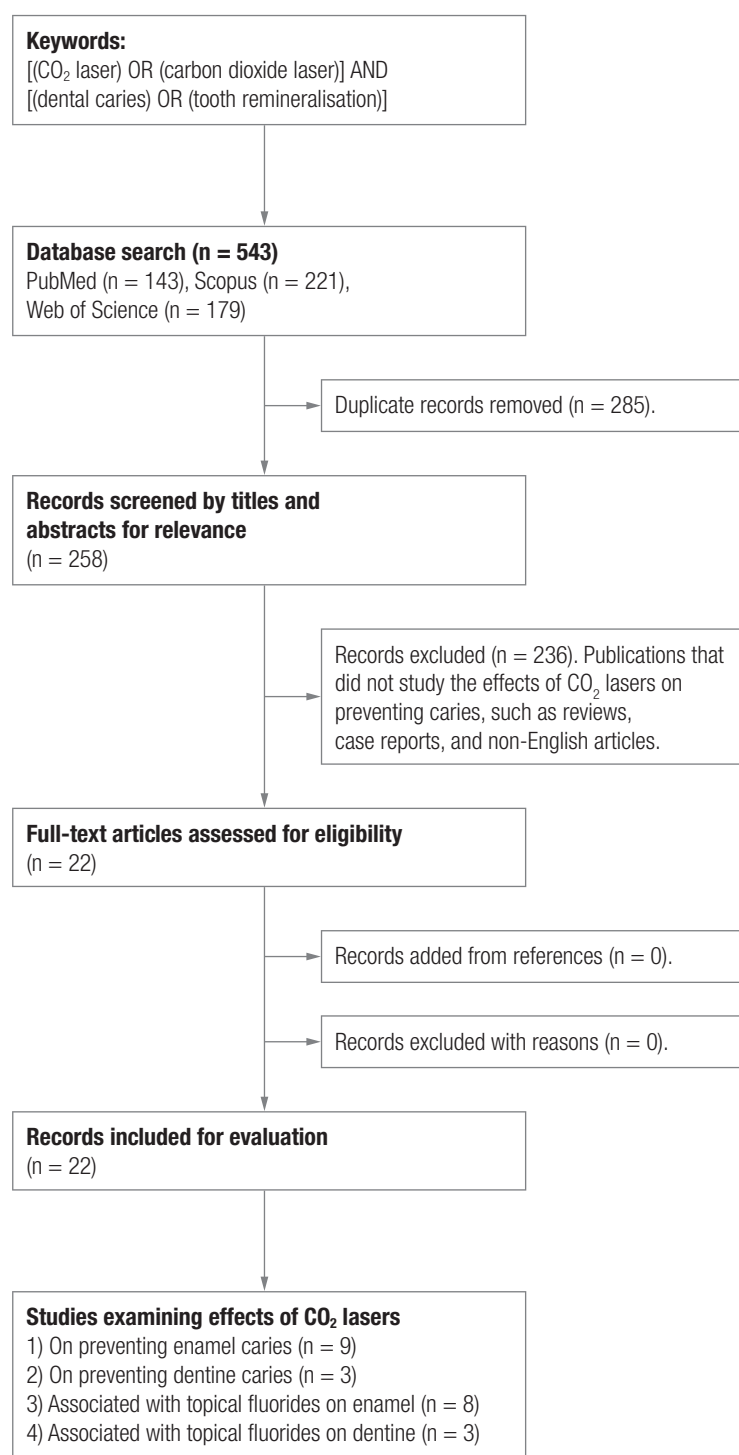 Keywords:
[(CO₂ laser) OR (carbon dioxide laser)] AND
[(dental caries) OR (tooth remineralisation)]
Database search (n = 543)
PubMed (n = 143), Scopus (n = 221),
Web of Science (n = 179)
Duplicate records removed (n = 285).
Records screened by titles and
abstracts for relevance
(n = 258)
Records excluded (n = 236). Publications that
did not study the effects of CO₂ lasers on
preventing caries, such as reviews,
case reports, and non-English articles.
Full-text articles assessed for eligibility
(n = 22)
Records added from references (n = 0).
Records excluded with reasons (n = 0).
Records included for evaluation
(n = 22)
Studies examining effects of CO₂ lasers
1) On preventing enamel caries (n = 9)
2) On preventing dentine caries (n = 3)
3) Associated with topical fluorides on enamel (n = 8)
4) Associated with topical fluorides on dentine (n = 3)